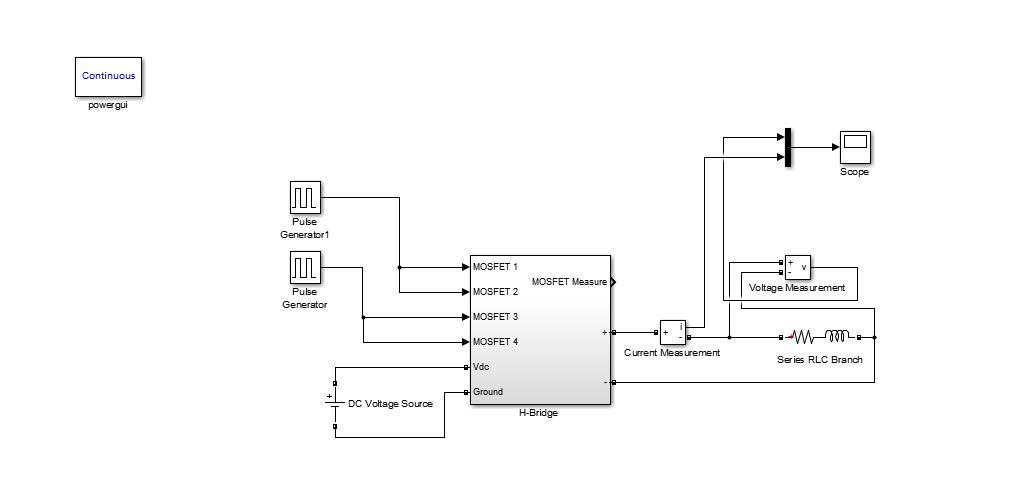 Continuous
powergui
Scope
Pulse
Generator1
Pulse
Generator
MOSFET 1
MOSFET 2
MOSFET 3
MOSFET 4
Vdc
Ground
MOSFET Measure
+
-
H-Bridge
+
DC Voltage Source
+
i
-
Current Measurement
+
-
v
Voltage Measurement
Series RLC Branch